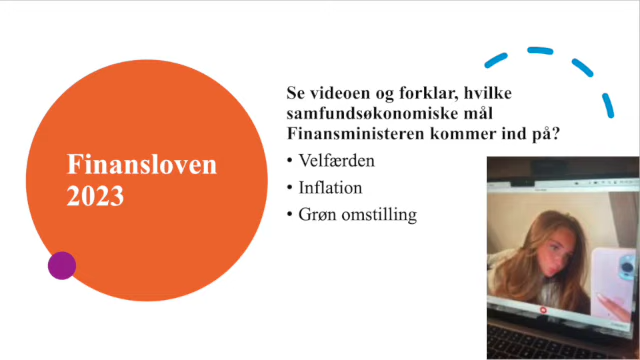 Finansloven
2023
Se videoen og forklar, hvilke
samfundsøkonomiske mål
Finansministeren kommer ind på?
• Velfærden
• Inflation
• Grøn omstilling